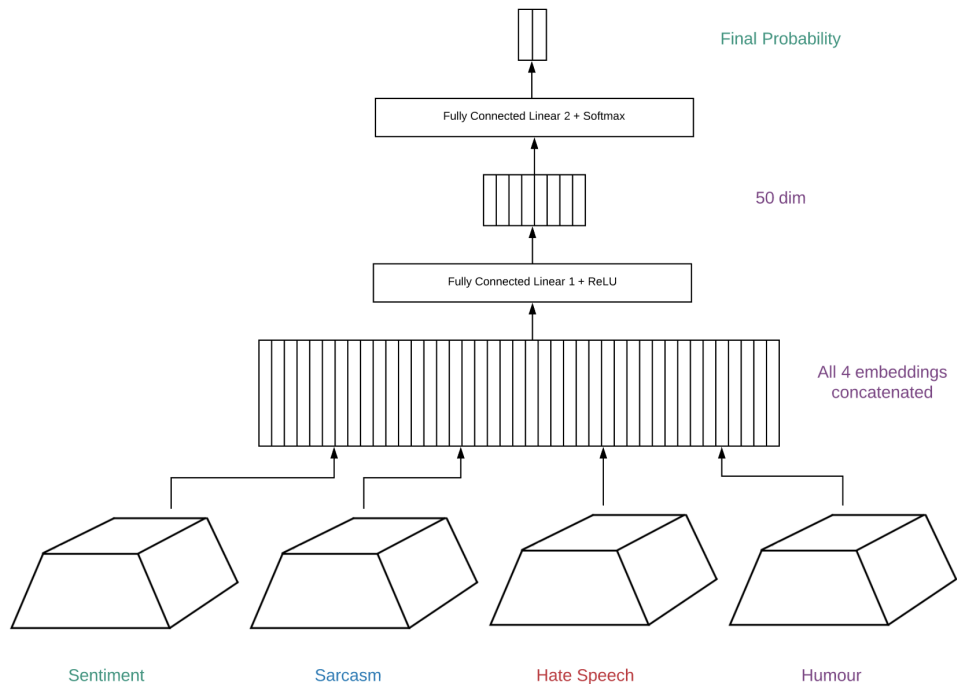 Final Probability
Fully Connected Linear 2 + Softmax
50 dim
Fully Connected Linear 1 + ReLU
All 4 embeddings
concatenated
Sentiment
Sarcasm
Hate Speech
Humour